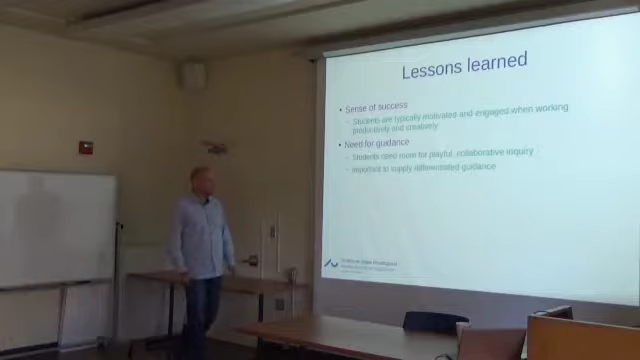 Lessons learned
• Sense of success
– Students are typically motivated and engaged when working
productively and creatively
• Need for guidance
– Students need room for playful, collaborative inquiry
– Important to supply differentiated guidance